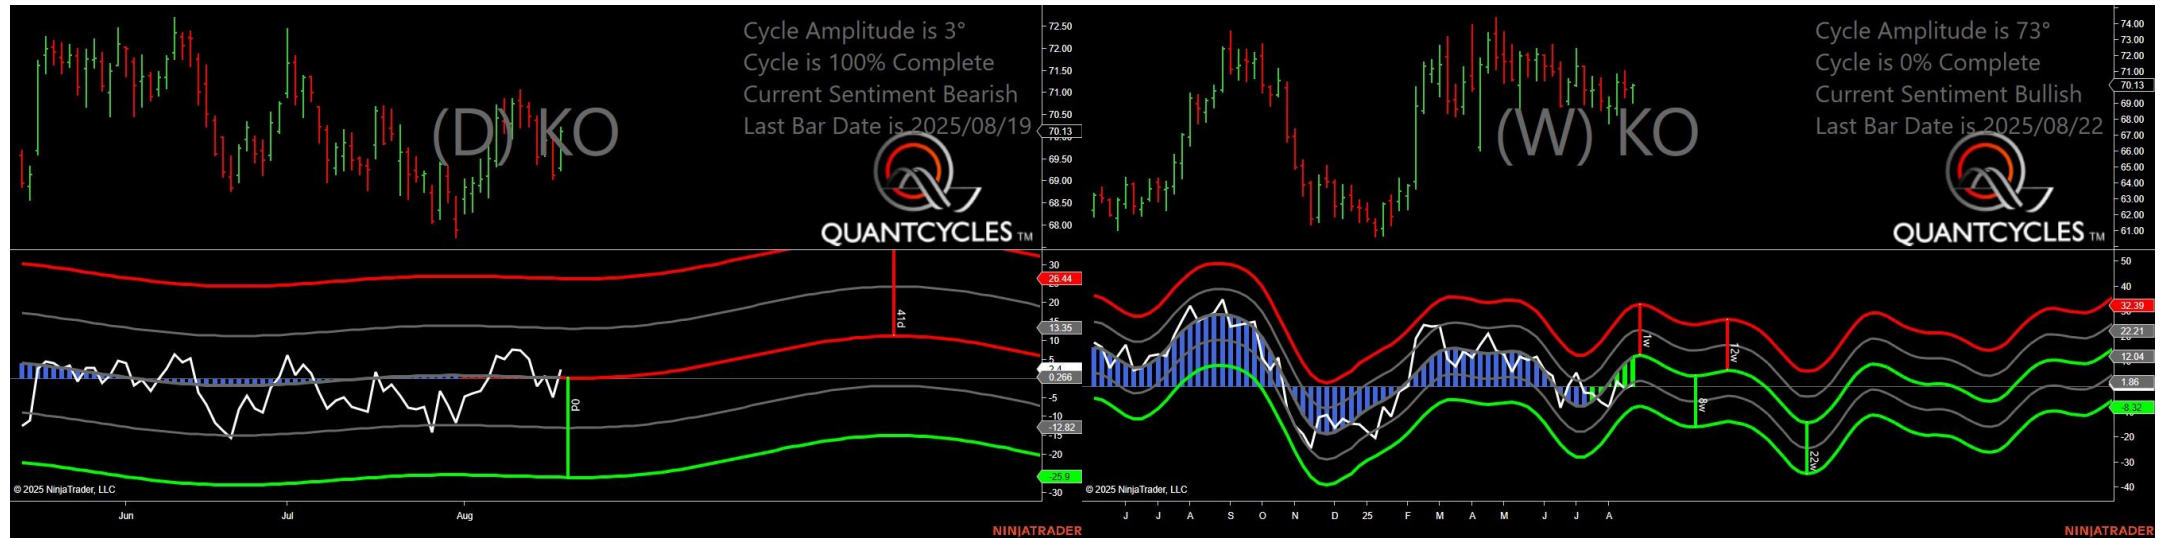 Cycle Amplitude is 3°
Cycle is 100% Complete
Current Sentiment Bearish
Last Bar Date is 2025/08/19
(D) KO
QUANTCYCLES TM
72.50
72.00
71.50
71.00
70.50
70.13
69.50
69.00
68.50
68.00
30
26.44
20
13.35
10
5
0.266
-5
-10
-12.82
-15
-20
-25.9
-30
41d
0d
© 2025 NinjaTrader, LLC
Jun
Jul
Aug
NINJATRADER
Cycle Amplitude is 73°
Cycle is 0% Complete
Current Sentiment Bullish
Last Bar Date is 2025/08/22
(W) KO
QUANTCYCLES TM
74.00
73.00
72.00
71.00
70.13
69.00
68.00
67.00
66.00
65.00
64.00
63.00
62.00
61.00
50
40
32.39
22.21
12.04
1.86
-8.32
-20
-30
-40
1w
12w
8w
22w
© 2025 NinjaTrader, LLC
J J A S O N D 25 F M A M J J A
NINJATRADER